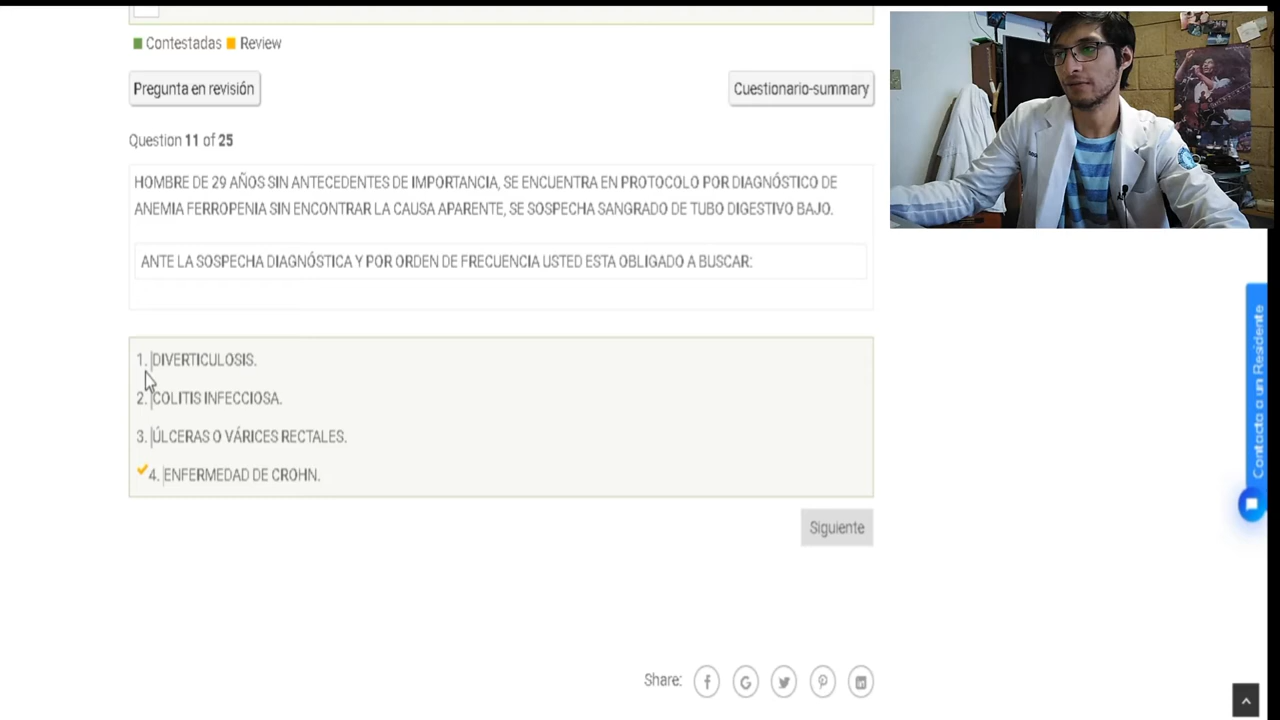 Contestadas Review
Pregunta en revisión
Cuestionario-summary
Question 11 of 25
HOMBRE DE 29 AÑOS SIN ANTECEDENTES DE IMPORTANCIA, SE ENCUENTRA EN PROTOCOLO POR DIAGNÓSTICO DE
ANEMIA FERROPENIA SIN ENCONTRAR LA CAUSA APARENTE, SE SOSPECHA SANGRADO DE TUBO DIGESTIVO BAJO.
ANTE LA SOSPECHA DIAGNÓSTICA Y POR ORDEN DE FRECUENCIA USTED ESTA OBLIGADO A BUSCAR:
1. DIVERTICULOSIS.
2. COLITIS INFECCIOSA.
3. ÚLCERAS O VÁRICES RECTALES.
4. ENFERMEDAD DE CROHN.
Siguiente
Contacta a un Residente
Share: